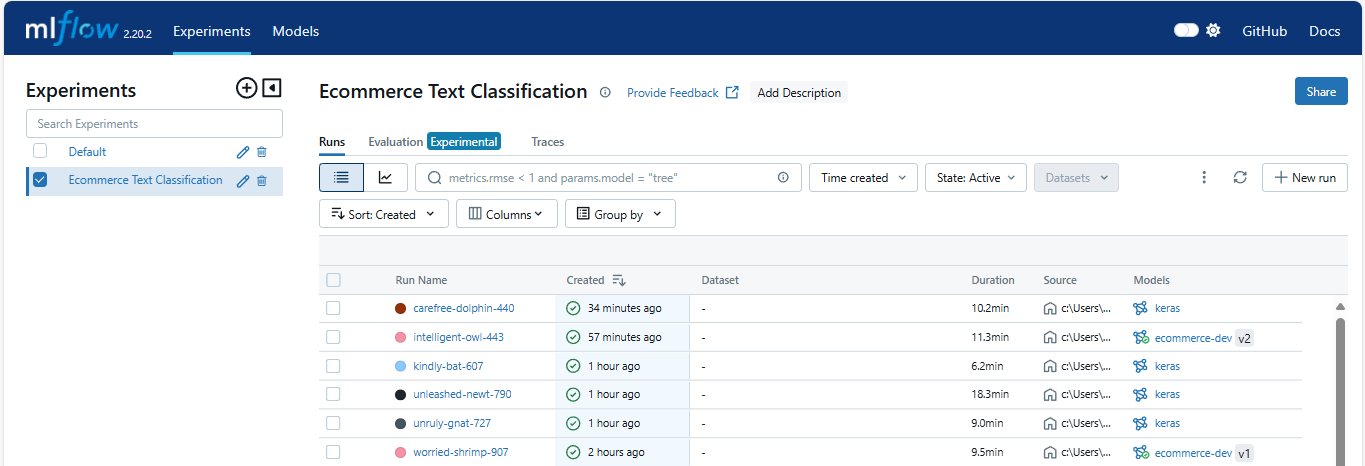 mlflow 2.20.2 Experiments Models GitHub Docs
Experiments
Search Experiments
Default
Ecommerce Text Classification
Ecommerce Text Classification Provide Feedback Add Description Share
Runs Evaluation Experimental Traces
metrics.rmse < 1 and params.model = "tree" Time created State: Active Datasets New run
Sort: Created Columns Group by
Run Name Created Dataset Duration Source Models
carefree-dolphin-440 34 minutes ago - 10.2min c:\Users\... keras
intelligent-owl-443 57 minutes ago - 11.3min c:\Users\... ecommerce-dev v2
kindly-bat-607 1 hour ago - 6.2min c:\Users\... keras
unleashed-newt-790 1 hour ago - 18.3min c:\Users\... keras
unruly-gnat-727 1 hour ago - 9.0min c:\Users\... keras
worried-shrimp-907 2 hours ago - 9.5min c:\Users\... ecommerce-dev v1